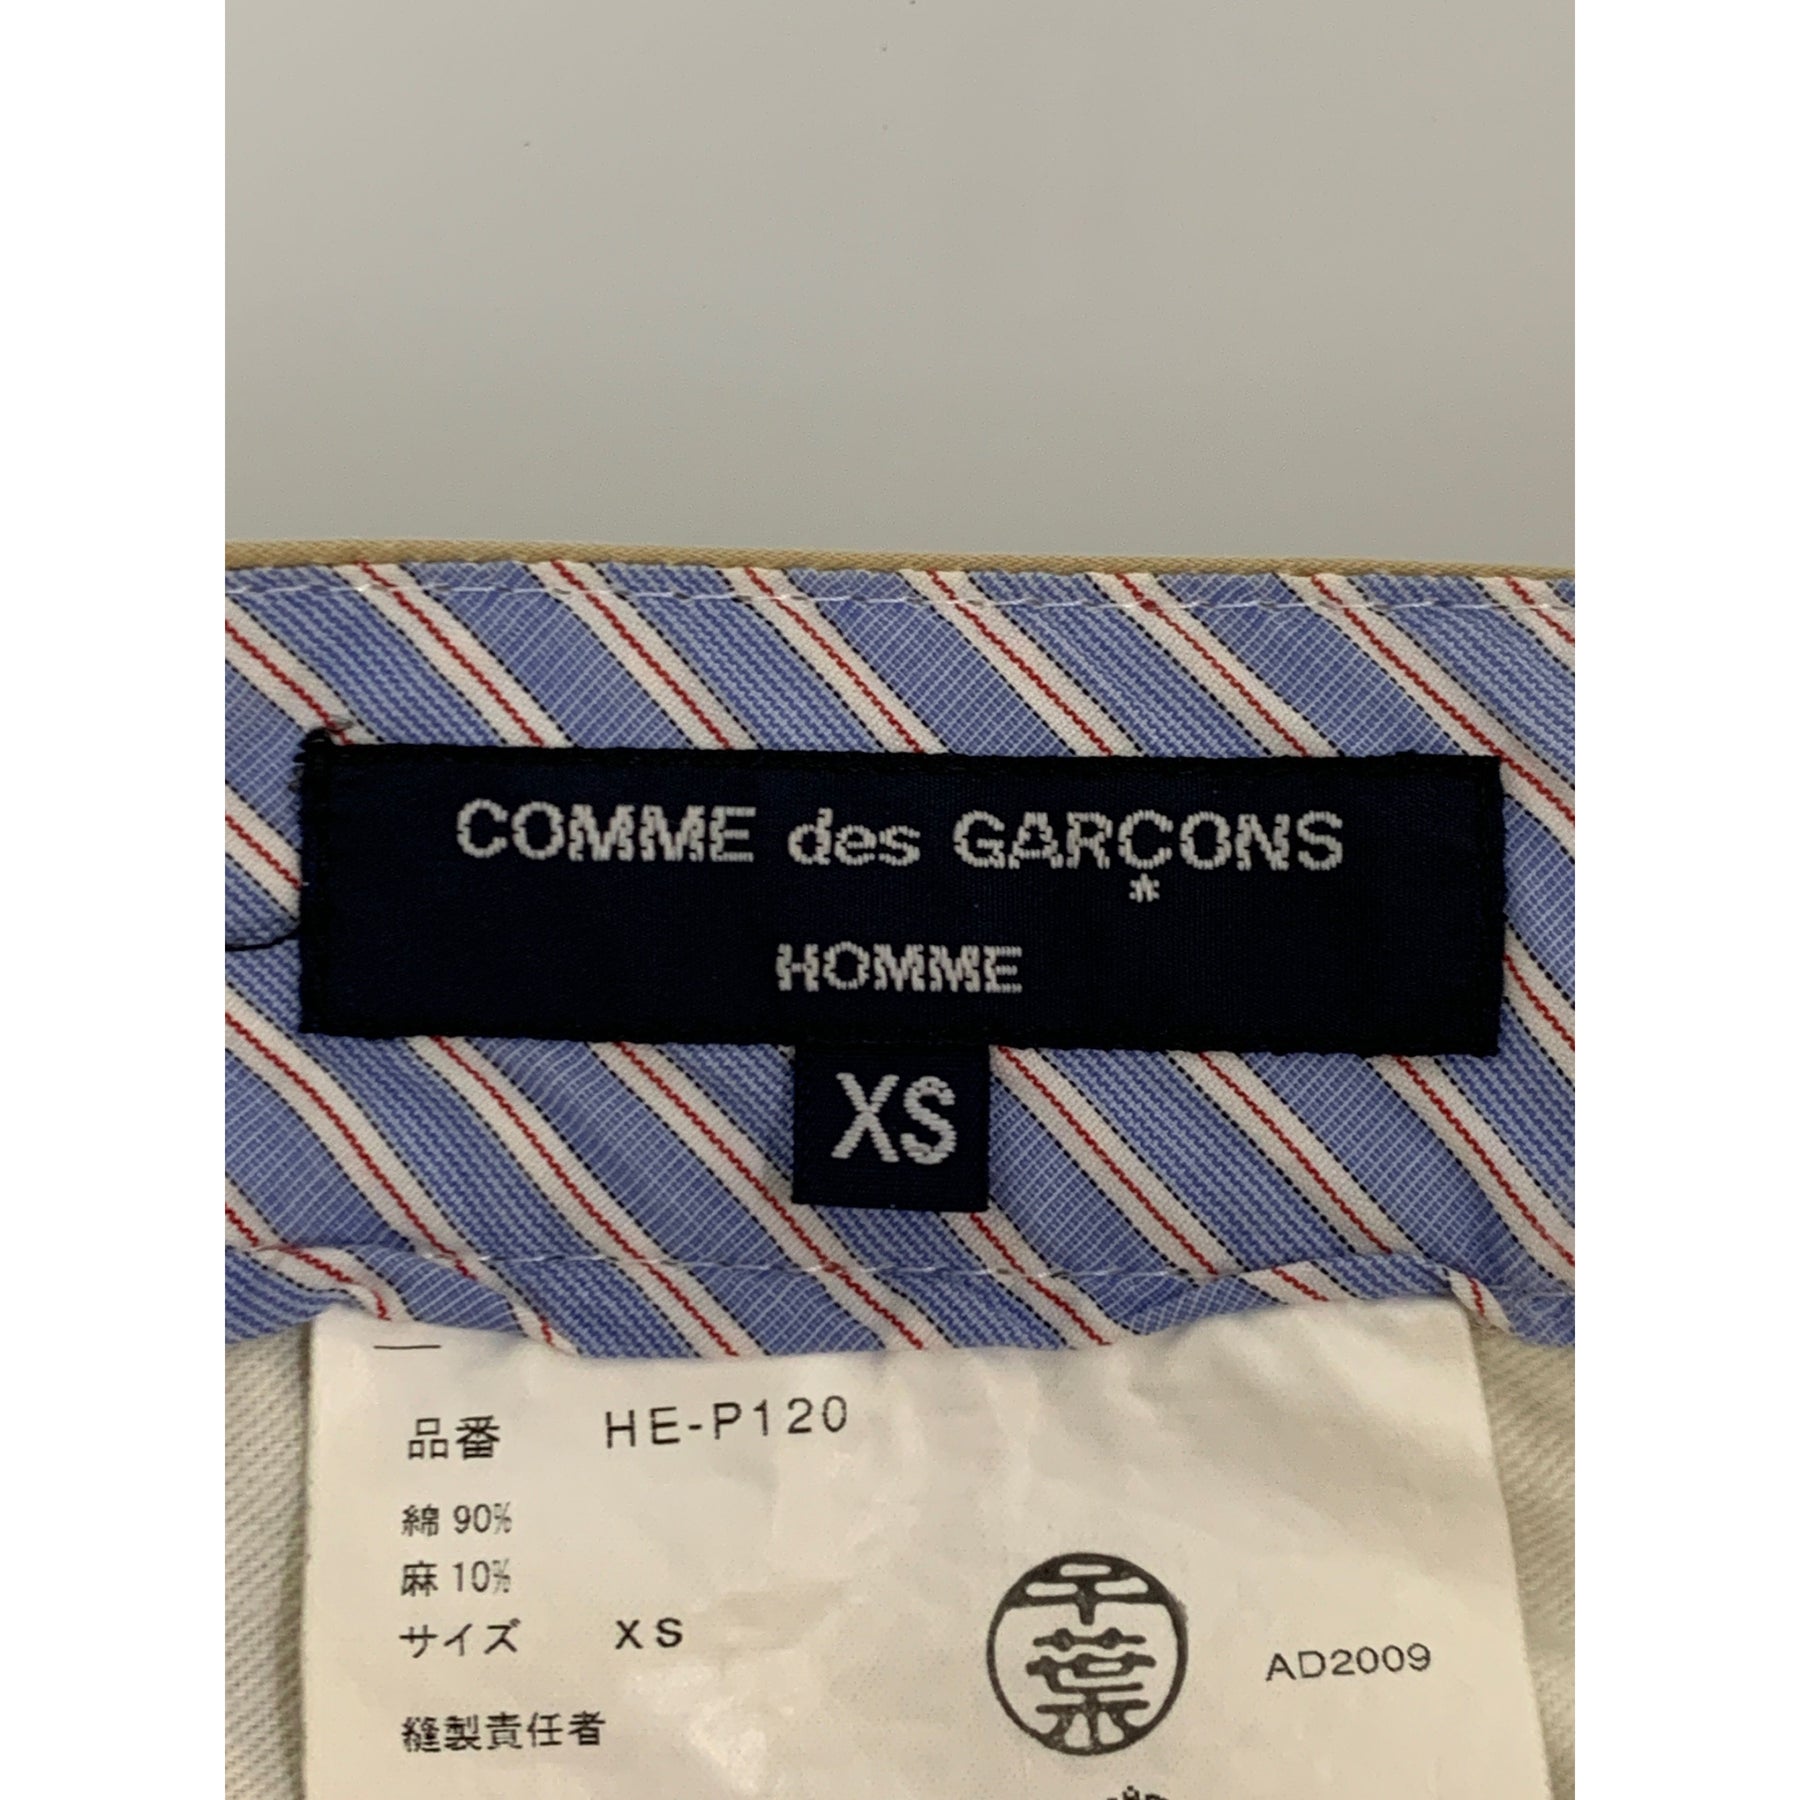 COMME des GARÇONS
*
HOMME
XS
品番 HE-P120
綿 90%
麻 10%
サイズ XS
千葉
AD2009
縫製責任者